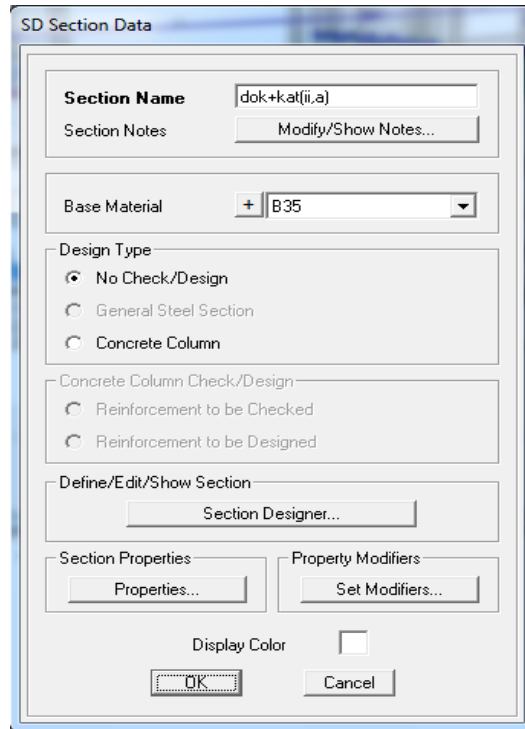 SD Section Data
Section Name dok+kat(ii,a)
Section Notes Modify/Show Notes...
Base Material + B35
Design Type
No Check/Design
General Steel Section
Concrete Column
Concrete Column Check/Design
Reinforcement to be Checked
Reinforcement to be Designed
Define/Edit/Show Section
Section Designer...
Section Properties Property Modifiers
Properties... Set Modifiers...
Display Color
OK Cancel